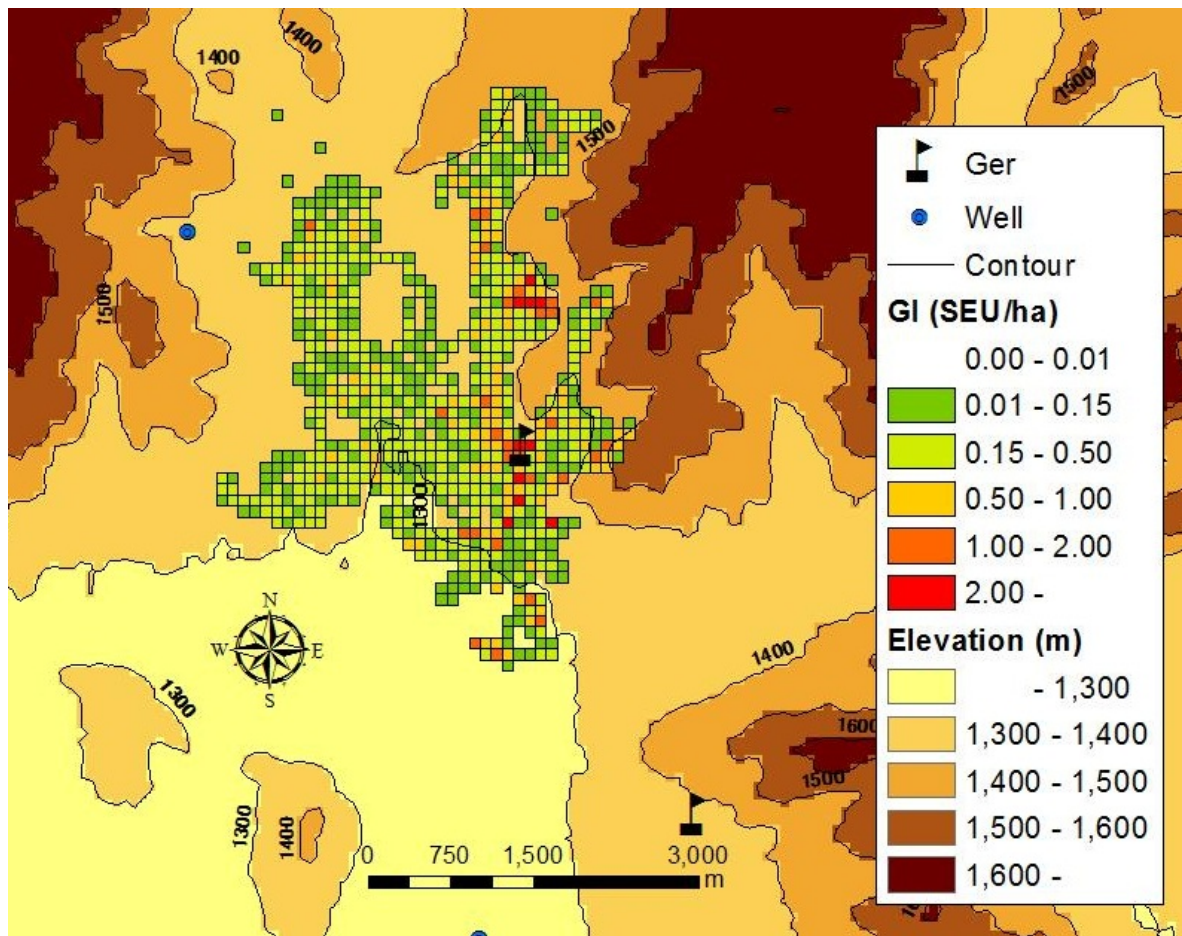 1400
1400
1500
1500
Ger
Well
Contour
GI (SEU/ha)
0.00 - 0.01
0.01 - 0.15
0.15 - 0.50
0.50 - 1.00
1.00 - 2.00
2.00 -
1500
1300
N
W E
S
Elevation (m)
- 1,300
1,300 - 1,400
1,400 - 1,500
1,500 - 1,600
1,600 -
1400
1300
1600
1500
1300
1400
0 750 1,500 3,000
m